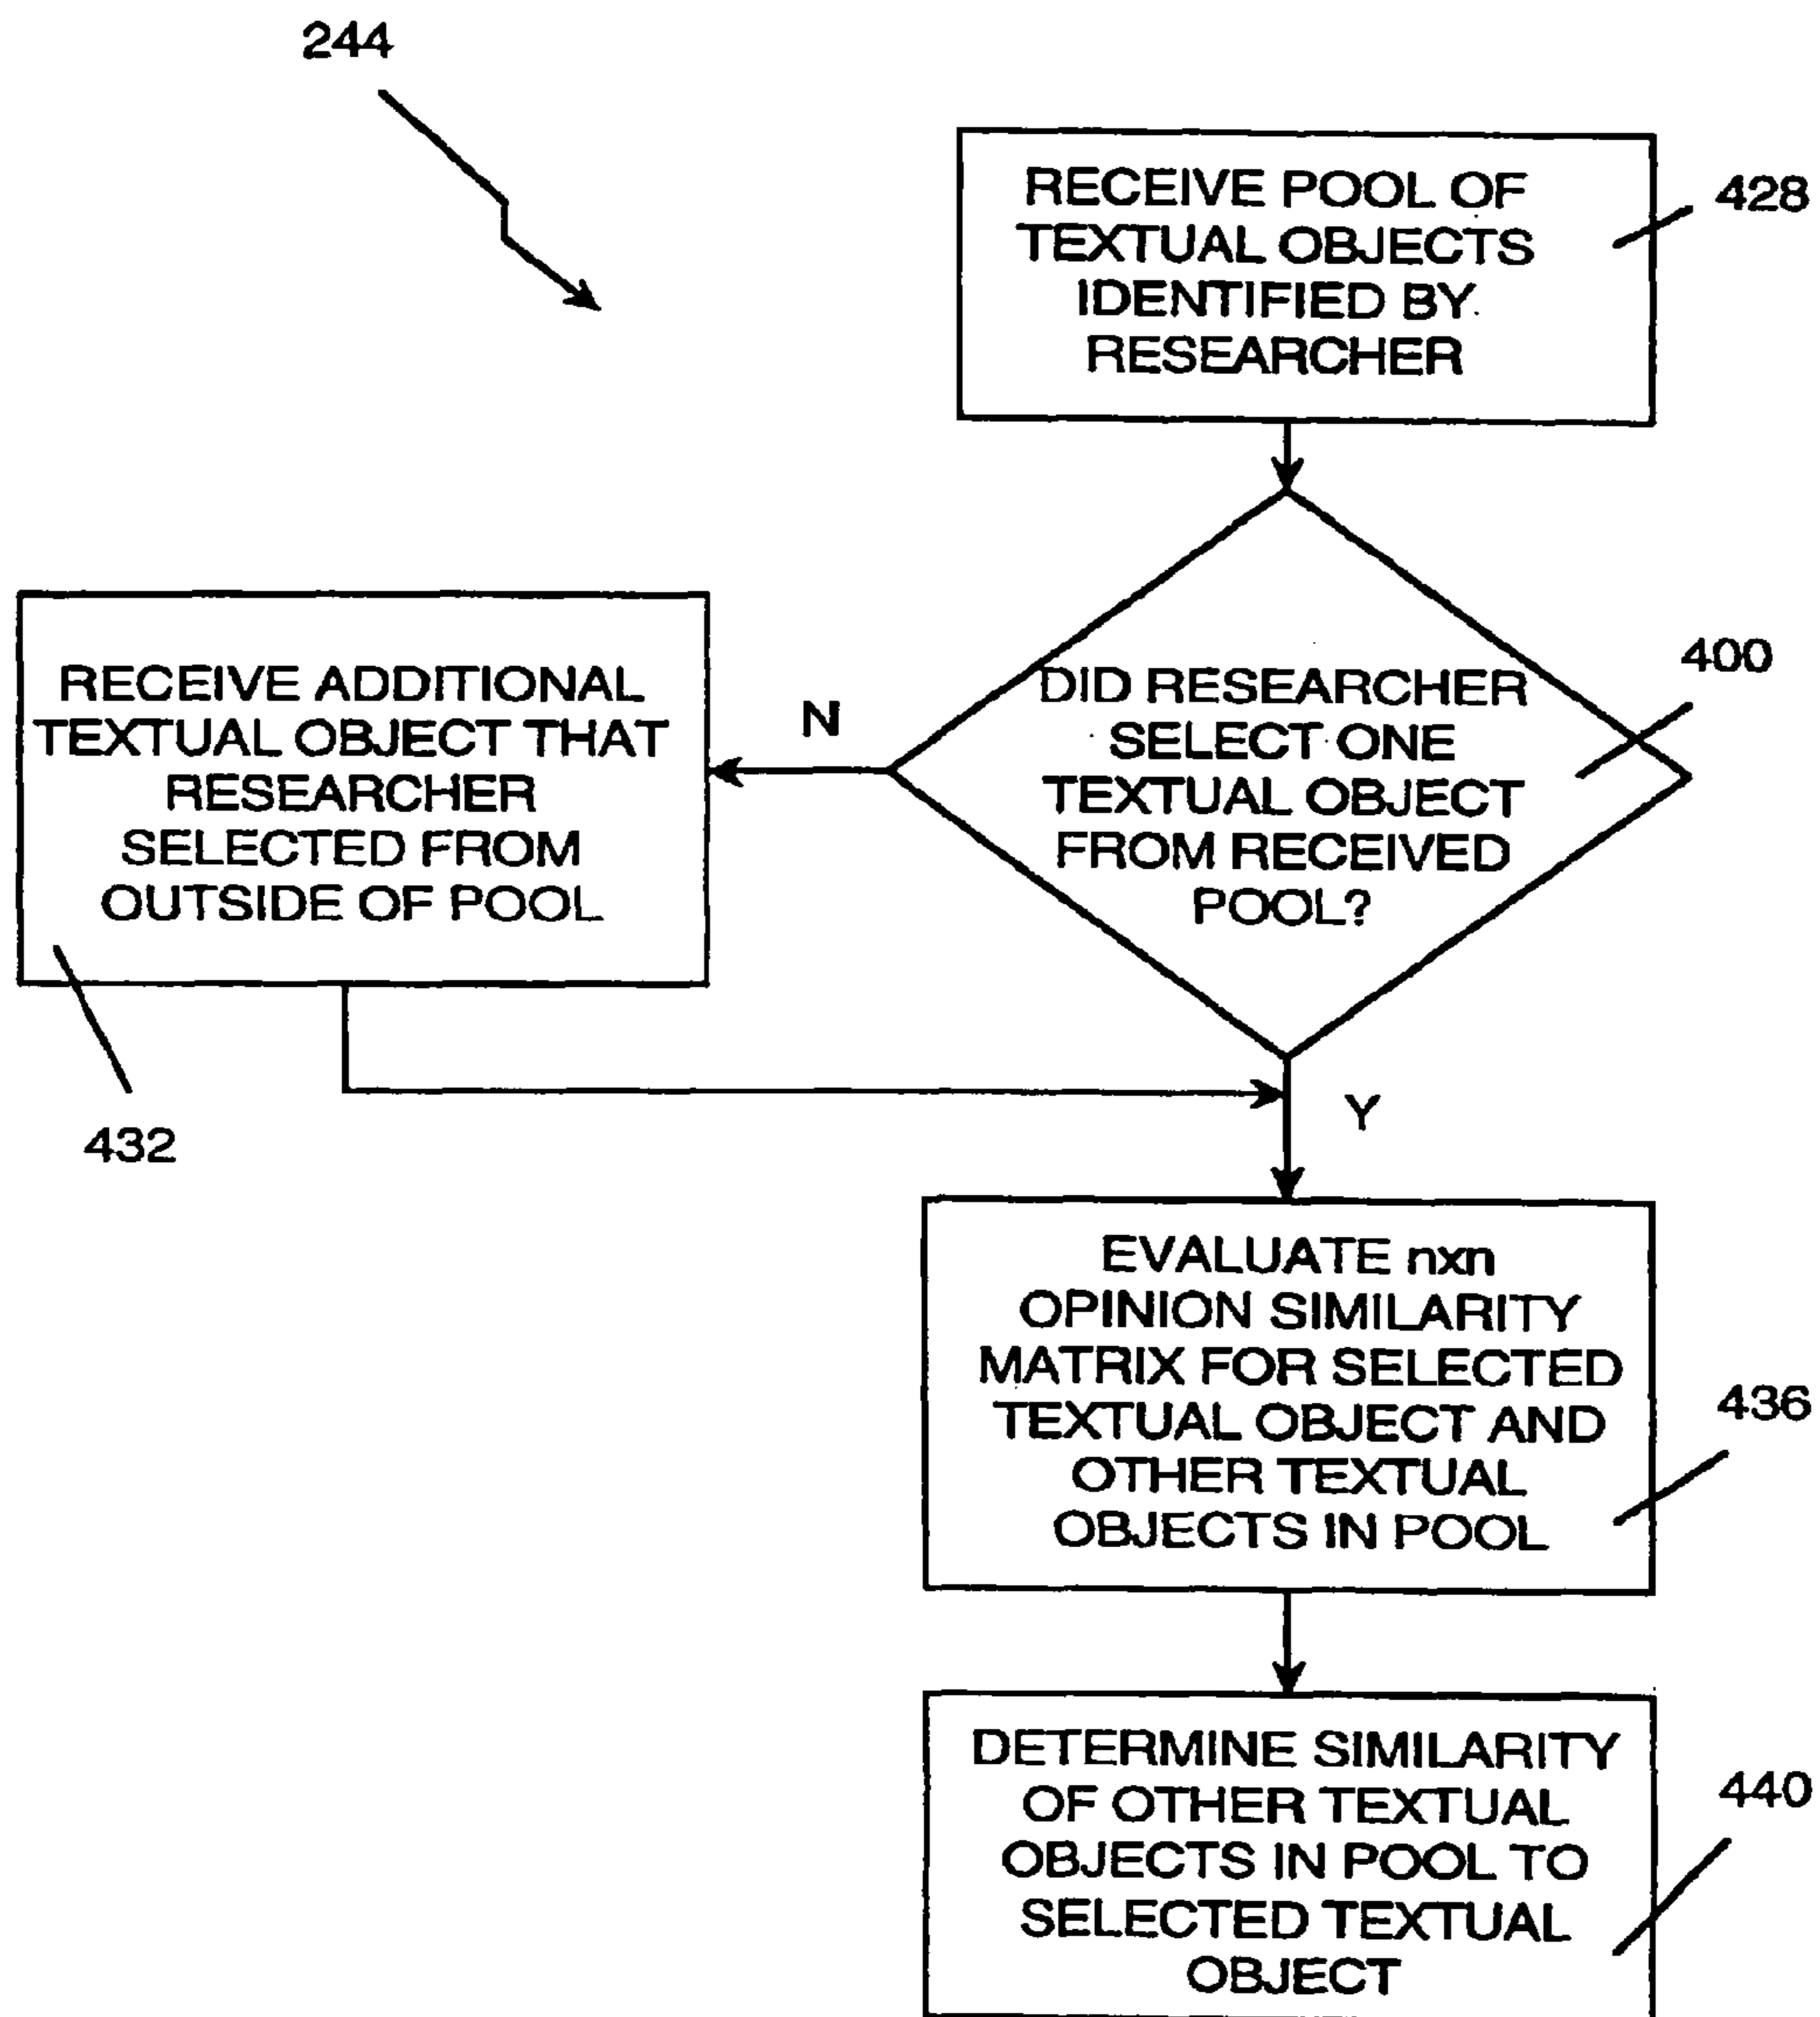 244
RECEIVE POOL OF
TEXTUAL OBJECTS
IDENTIFIED BY
RESEARCHER
428
DID RESEARCHER
SELECT ONE
TEXTUAL OBJECT
FROM RECEIVED
POOL?
400
N
RECEIVE ADDITIONAL
TEXTUAL OBJECT THAT
RESEARCHER
SELECTED FROM
OUTSIDE OF POOL
432
Y
EVALUATE nxn
OPINION SIMILARITY
MATRIX FOR SELECTED
TEXTUAL OBJECT AND
OTHER TEXTUAL
OBJECTS IN POOL
436
DETERMINE SIMILARITY
OF OTHER TEXTUAL
OBJECTS IN POOL TO
SELECTED TEXTUAL
OBJECT
440